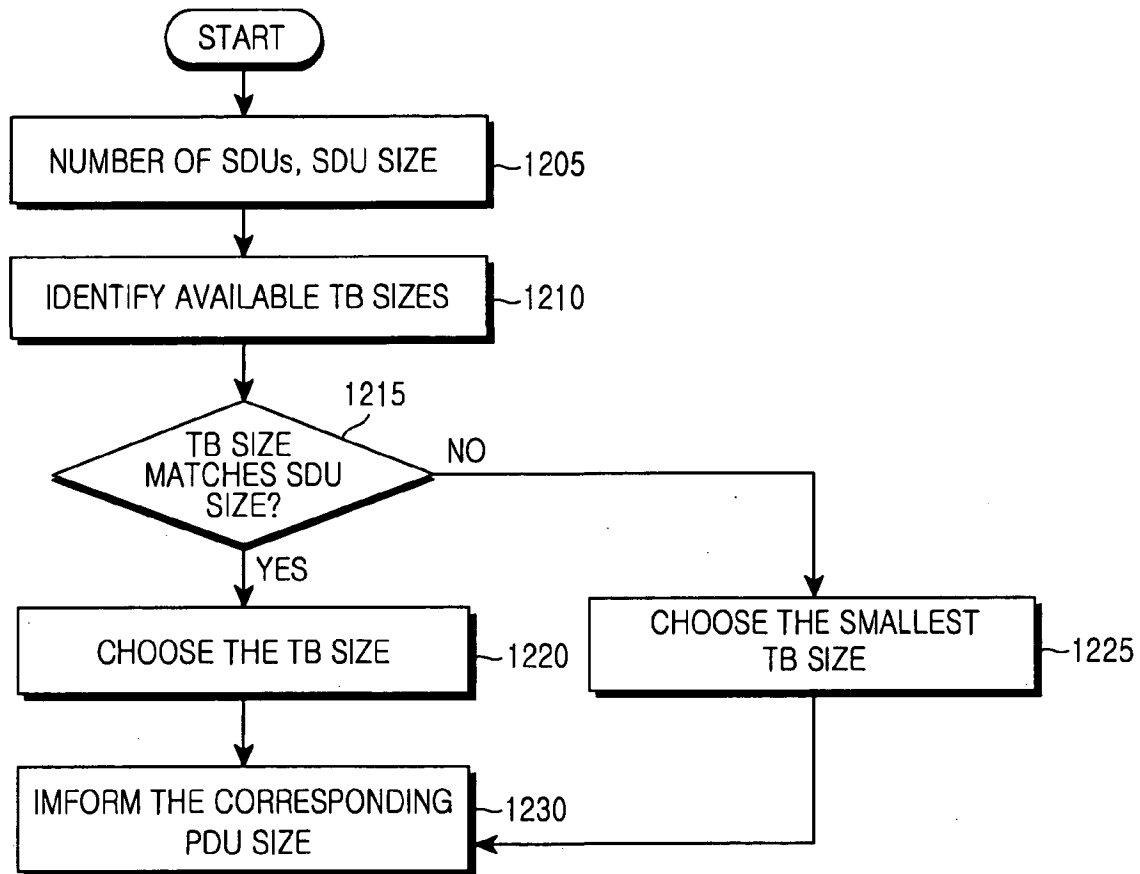 START
NUMBER OF SDUs, SDU SIZE
1205
IDENTIFY AVAILABLE TB SIZES
1210
1215
TB SIZE
MATCHES SDU
SIZE?
NO
YES
CHOOSE THE TB SIZE
1220
CHOOSE THE SMALLEST
TB SIZE
1225
IMFORM THE CORRESPONDING
PDU SIZE
1230